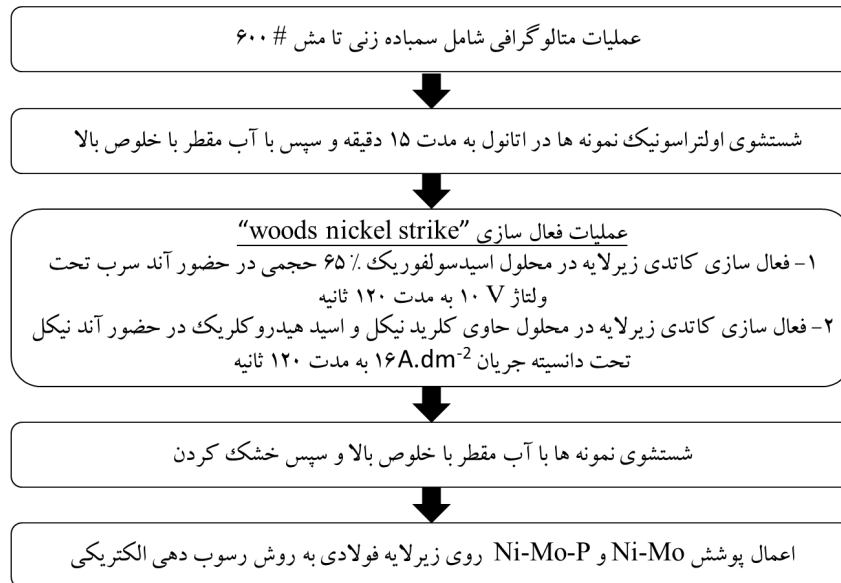 عملیات متالوگرافی شامل سمباده زنی تا مش # ۶۰۰
شستشوی اولتراسونیک نمونه ها در اتانول به مدت ۱۵ دقیقه و سپس با آب مقطر با خلوص بالا
عملیات فعال سازی “woods nickel strike”
۱- فعال سازی کاتدی زیرلایه در محلول اسیدسولفوریک ٪ ۶۵ حجمی در حضور آند سرب تحت
ولتاژ ۱۰ V به مدت ۱۲۰ ثانیه
۲- فعال سازی کاتدی زیرلایه در محلول حاوی کلرید نیکل و اسید هیدروکلریک در حضور آند نیکل
تحت دانسیته جریان ۱۶A.dm⁻² به مدت ۱۲۰ ثانیه
شستشوی نمونه ها با آب مقطر با خلوص بالا و سپس خشک کردن
اعمال پوشش Ni-Mo و Ni-Mo-P روی زیرلایه فولادی به روش رسوب دهی الکتریکی